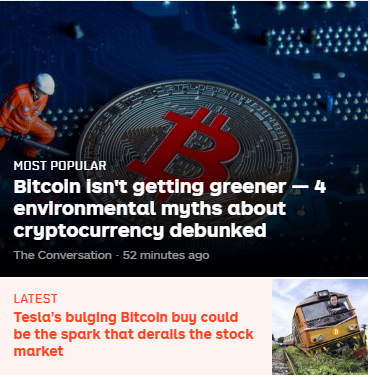 MOST POPULAR
Bitcoin isn't getting greener — 4
environmental myths about
cryptocurrency debunked
The Conversation · 52 minutes ago
LATEST
Tesla's bulging Bitcoin buy could
be the spark that derails the stock
market